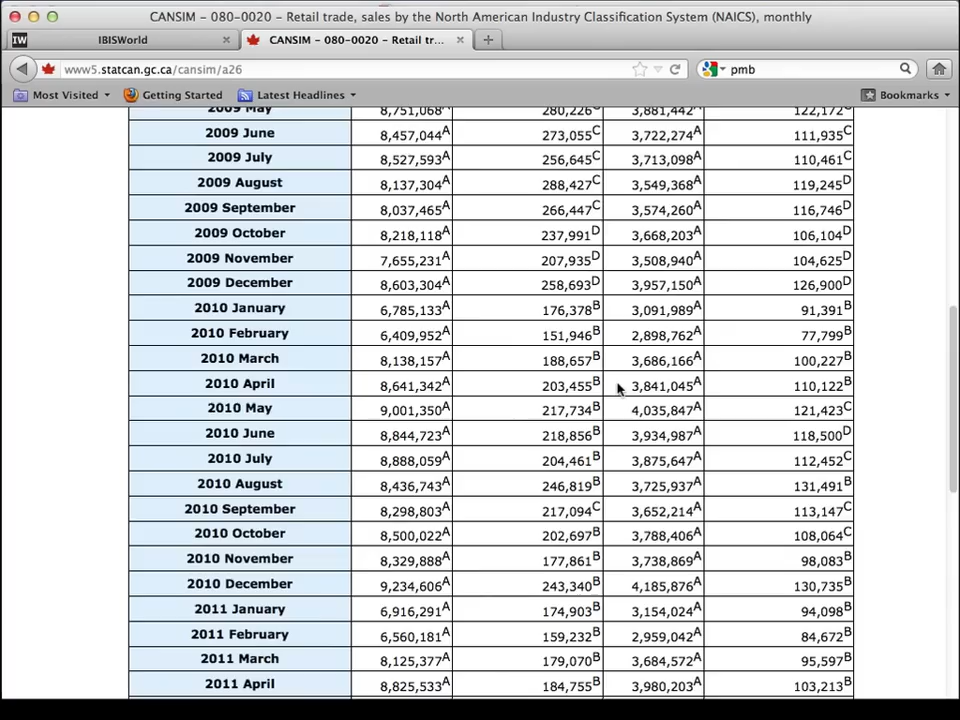 CANSIM – 080-0020 – Retail trade, sales by the North American Industry Classification System (NAICS), monthly
IW IBISWorld × CANSIM – 080-0020 – Retail tr... × +
www5.statcan.gc.ca/cansim/a26 pmb
Most Visited Getting Started Latest Headlines Bookmarks
2009 May 8,751,068A 280,226C 3,881,442A 122,172C
2009 June 8,457,044A 273,055C 3,722,274A 111,935C
2009 July 8,527,593A 256,645C 3,713,098A 110,461C
2009 August 8,137,304A 288,427C 3,549,368A 119,245D
2009 September 8,037,465A 266,447C 3,574,260A 116,746D
2009 October 8,218,118A 237,991D 3,668,203A 106,104D
2009 November 7,655,231A 207,935D 3,508,940A 104,625D
2009 December 8,603,304A 258,693D 3,957,150A 126,900D
2010 January 6,785,133A 176,378B 3,091,989A 91,391B
2010 February 6,409,952A 151,946B 2,898,762A 77,799B
2010 March 8,138,157A 188,657B 3,686,166A 100,227B
2010 April 8,641,342A 203,455B 3,841,045A 110,122B
2010 May 9,001,350A 217,734B 4,035,847A 121,423C
2010 June 8,844,723A 218,856B 3,934,987A 118,500D
2010 July 8,888,059A 204,461B 3,875,647A 112,452C
2010 August 8,436,743A 246,819B 3,725,937A 131,491B
2010 September 8,298,803A 217,094C 3,652,214A 113,147C
2010 October 8,500,022A 202,697B 3,788,406A 108,064C
2010 November 8,329,888A 177,861B 3,738,869A 98,083B
2010 December 9,234,606A 243,340B 4,185,876A 130,735B
2011 January 6,916,291A 174,903B 3,154,024A 94,098B
2011 February 6,560,181A 159,232B 2,959,042A 84,672B
2011 March 8,125,377A 179,070B 3,684,572A 95,597B
2011 April 8,825,533A 184,755B 3,980,203A 103,213B